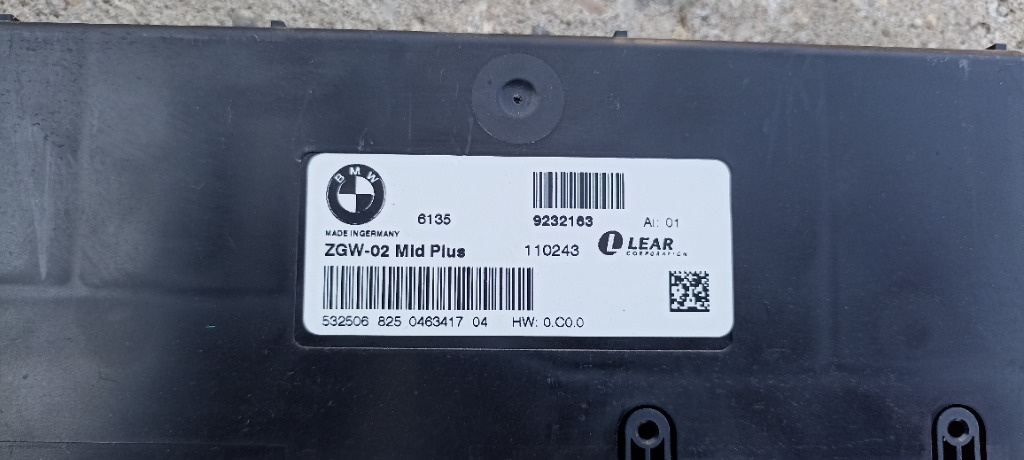 BMW
6135 9232163 AI: 01
MADE IN GERMANY
ZGW-02 Mid Plus 110243 LEAR
CORPORATION
532506 825 0463417 04 HW: 0.C0.0